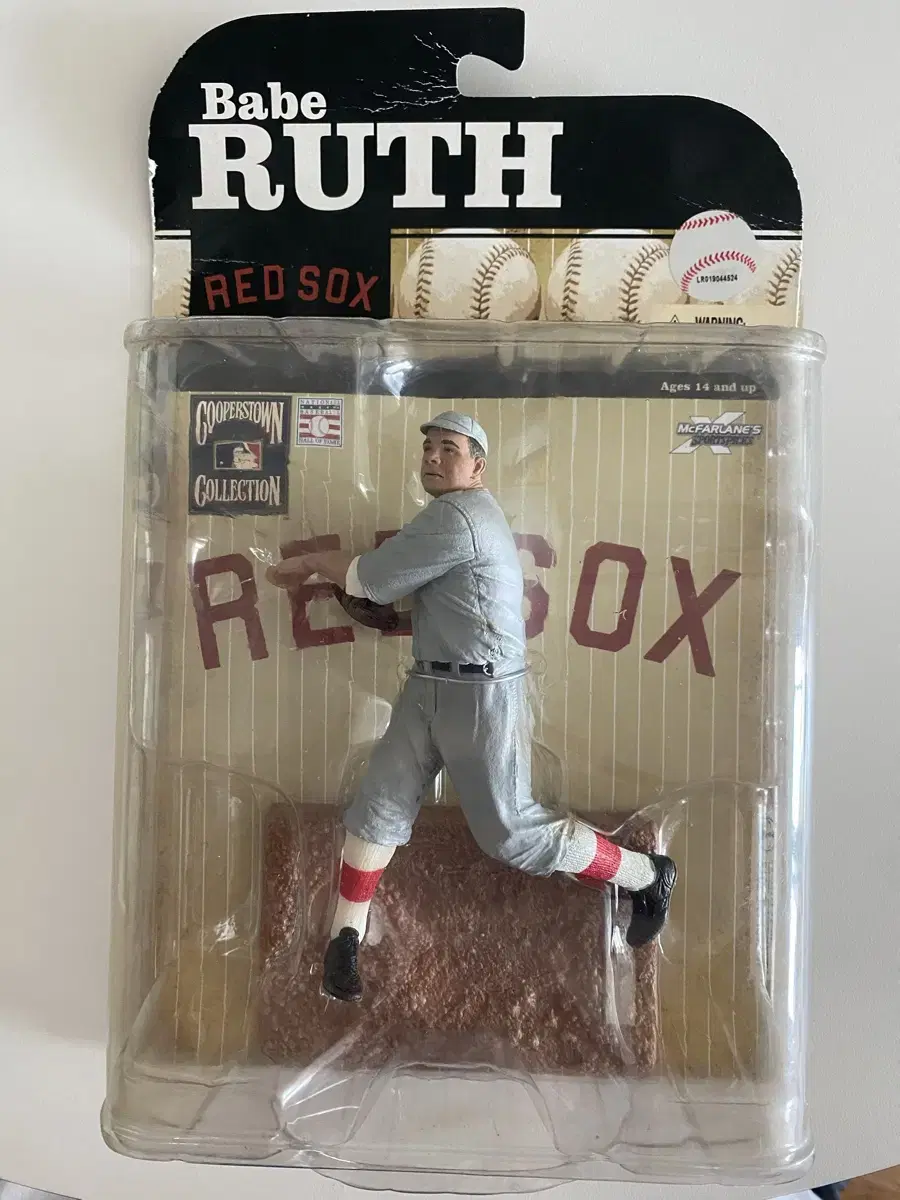 Babe
RUTH
RED SOX
LR019044524
WARNING:
Ages 14 and up
COOPERSTOWN
COLLECTION
NATIONAL
BASEBALL
HALL OF FAME
McFARLANE'S
SPORTSPICKS
RED SOX